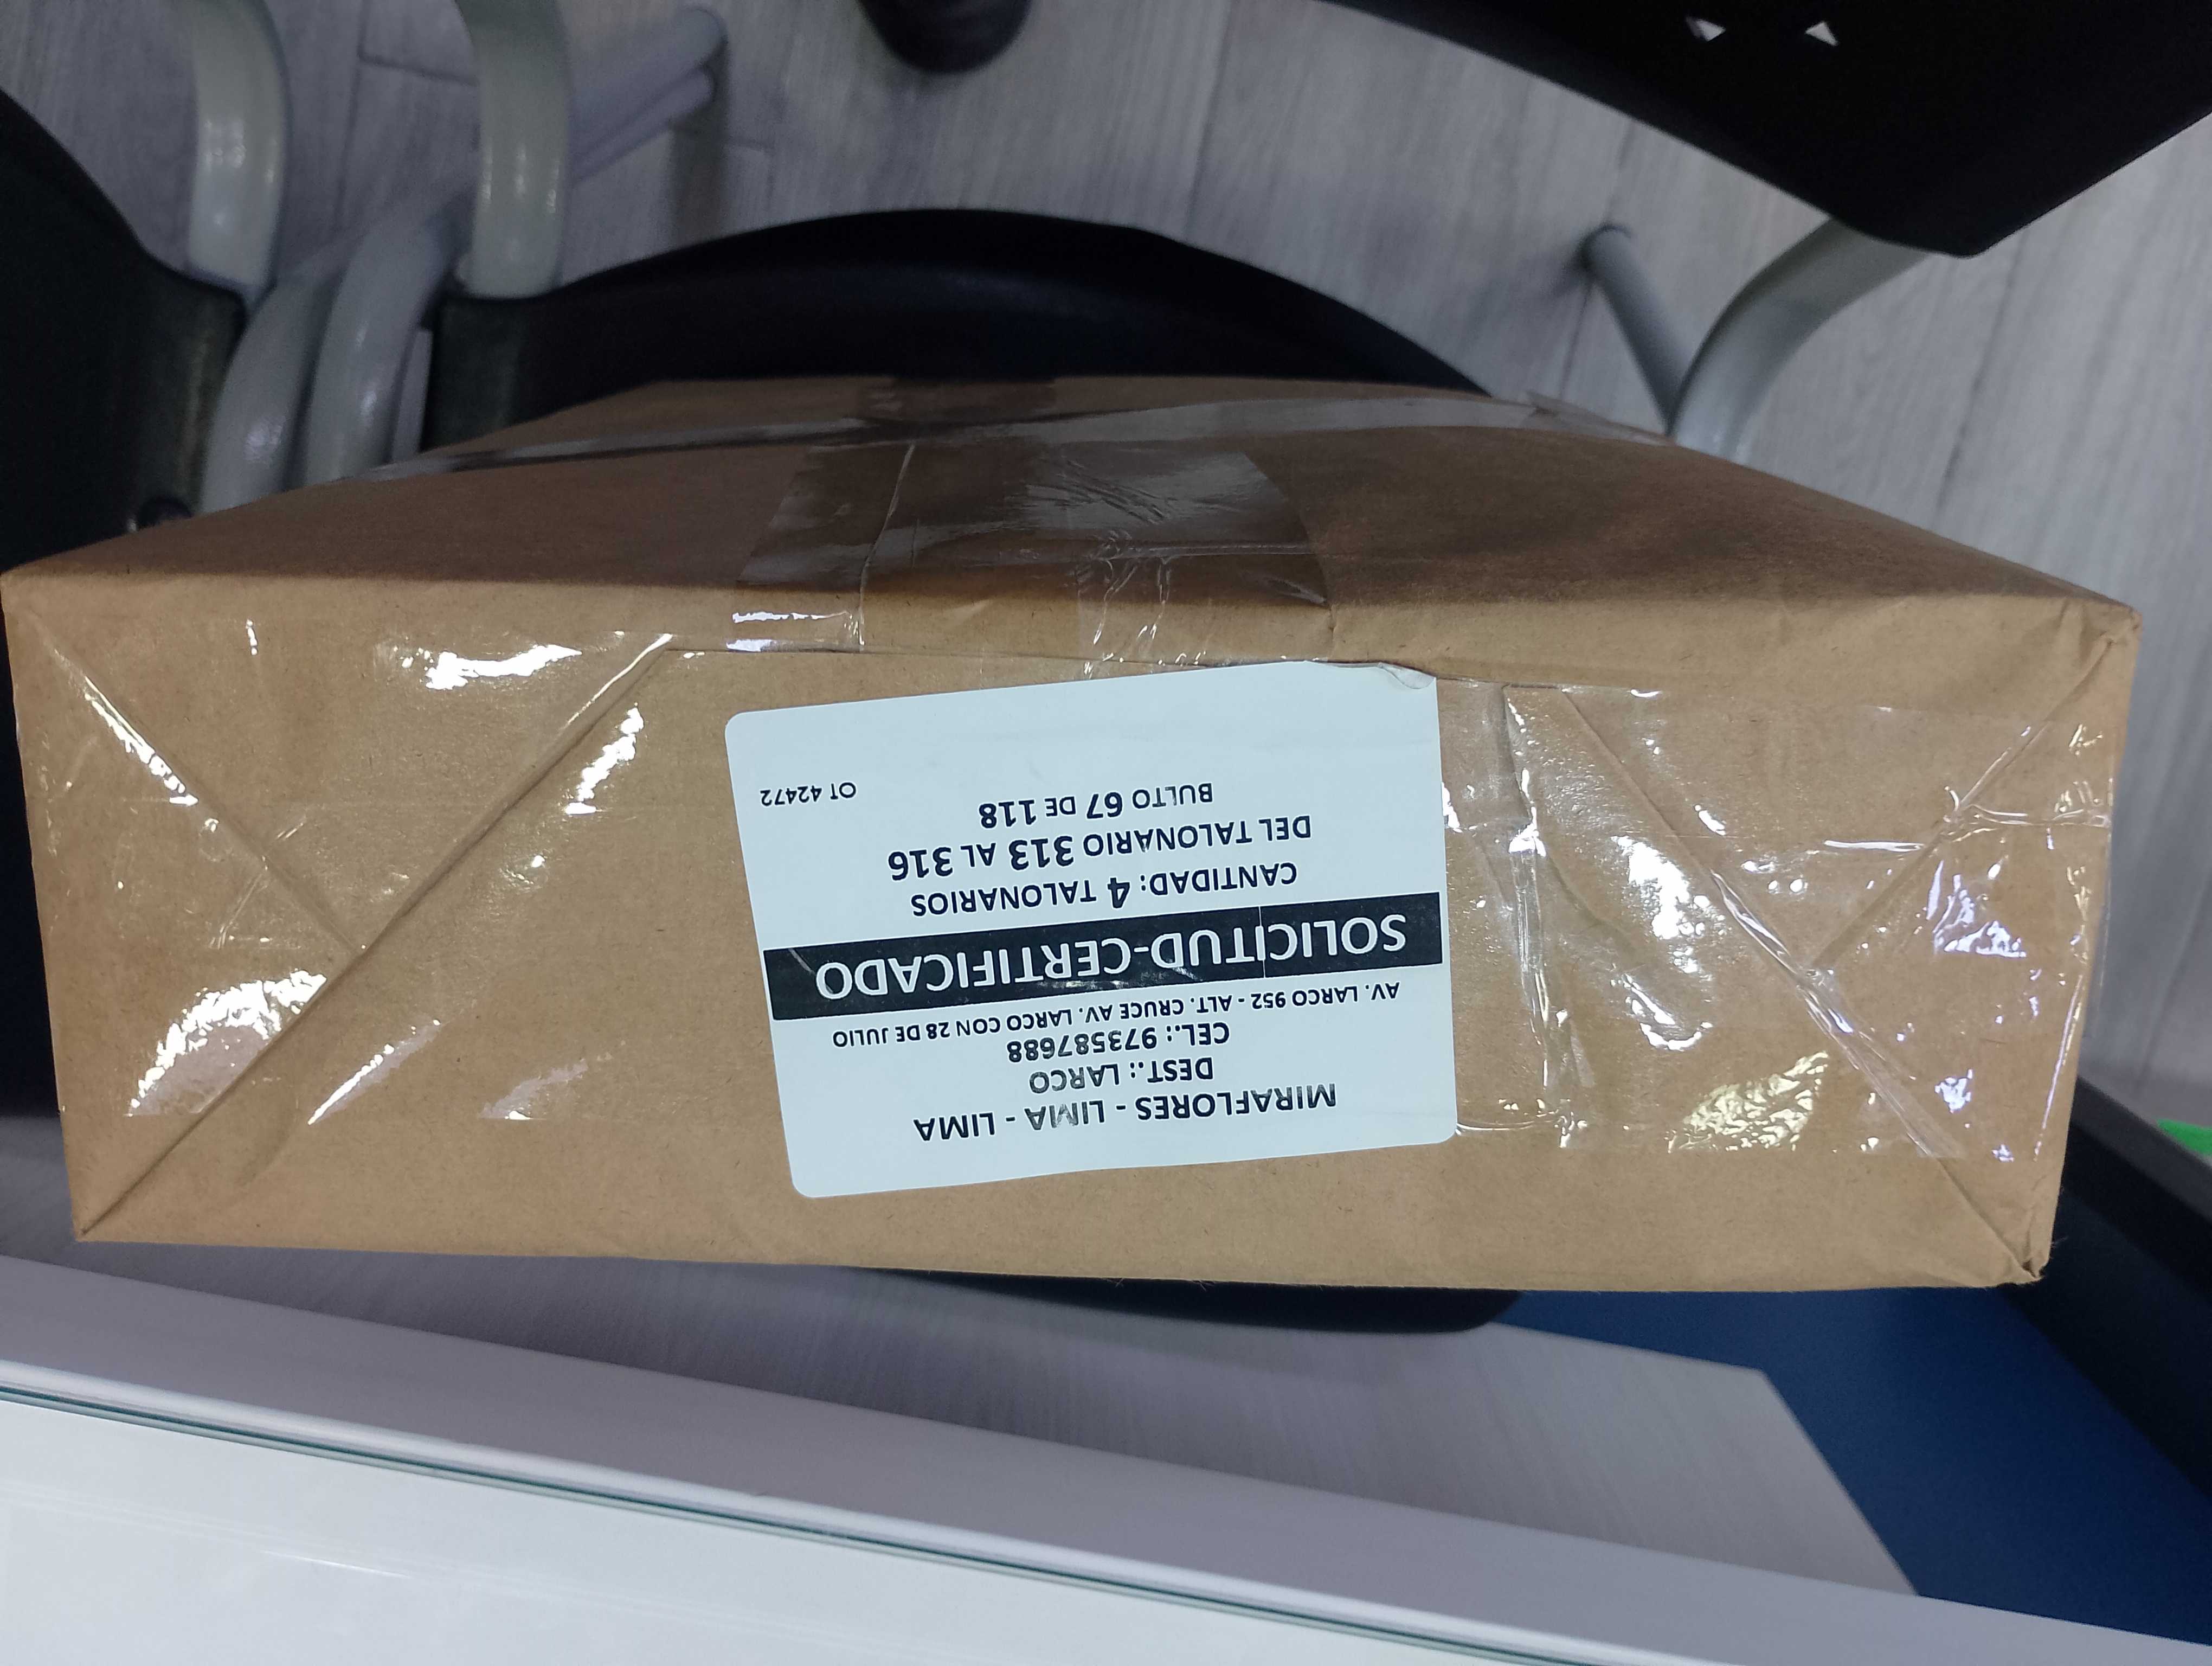 MIRAFLORES - LIMA - LIMA
DEST.: LARCO
CEL.: 973587688
AV. LARCO 952 - ALT. CRUCE AV. LARCO CON 28 DE JULIO
SOLICITUD-CERTIFICADO
CANTIDAD: 4 TALONARIOS
DEL TALONARIO 313 AL 316
BULTO 67 DE 118
OT 42472